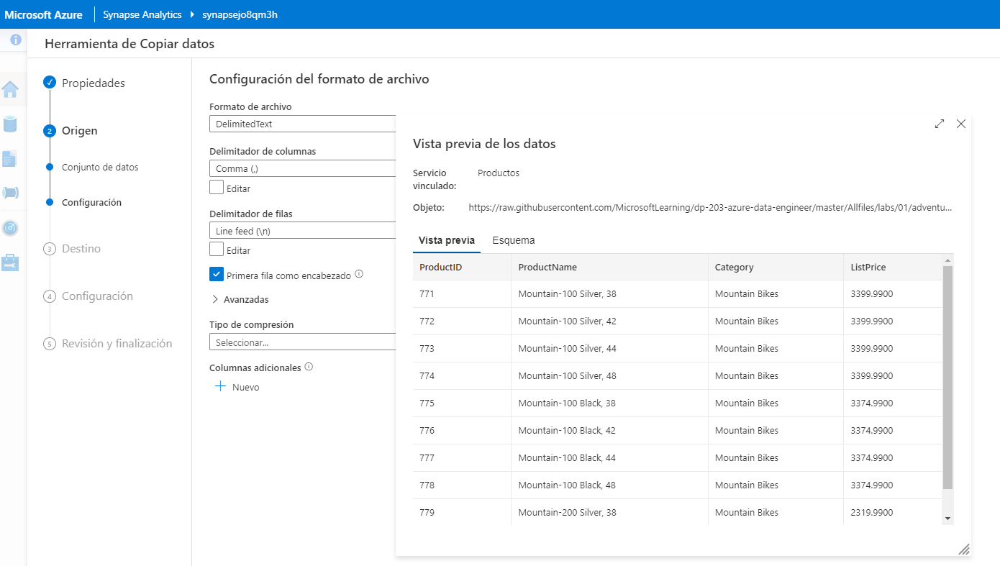 Microsoft Azure Synapse Analytics synapsejo8qm3h
Herramienta de Copiar datos
Propiedades
2 Origen
Conjunto de datos
Configuración
3 Destino
4 Configuración
5 Revisión y finalización
Configuración del formato de archivo
Formato de archivo
DelimitedText
Delimitador de columnas
Comma (,)
Editar
Delimitador de filas
Line feed (\n)
Editar
Primera fila como encabezado
Avanzadas
Tipo de compresión
Seleccionar...
Columnas adicionales
Nuevo
Vista previa de los datos
Servicio vinculado: Productos
Objeto: https://raw.githubusercontent.com/MicrosoftLearning/dp-203-azure-data-engineer/master/Allfiles/labs/01/adventu...
Vista previa Esquema
ProductID ProductName Category ListPrice
771 Mountain-100 Silver, 38 Mountain Bikes 3399.9900
772 Mountain-100 Silver, 42 Mountain Bikes 3399.9900
773 Mountain-100 Silver, 44 Mountain Bikes 3399.9900
774 Mountain-100 Silver, 48 Mountain Bikes 3399.9900
775 Mountain-100 Black, 38 Mountain Bikes 3374.9900
776 Mountain-100 Black, 42 Mountain Bikes 3374.9900
777 Mountain-100 Black, 44 Mountain Bikes 3374.9900
778 Mountain-100 Black, 48 Mountain Bikes 3374.9900
779 Mountain-200 Silver, 38 Mountain Bikes 2319.9900